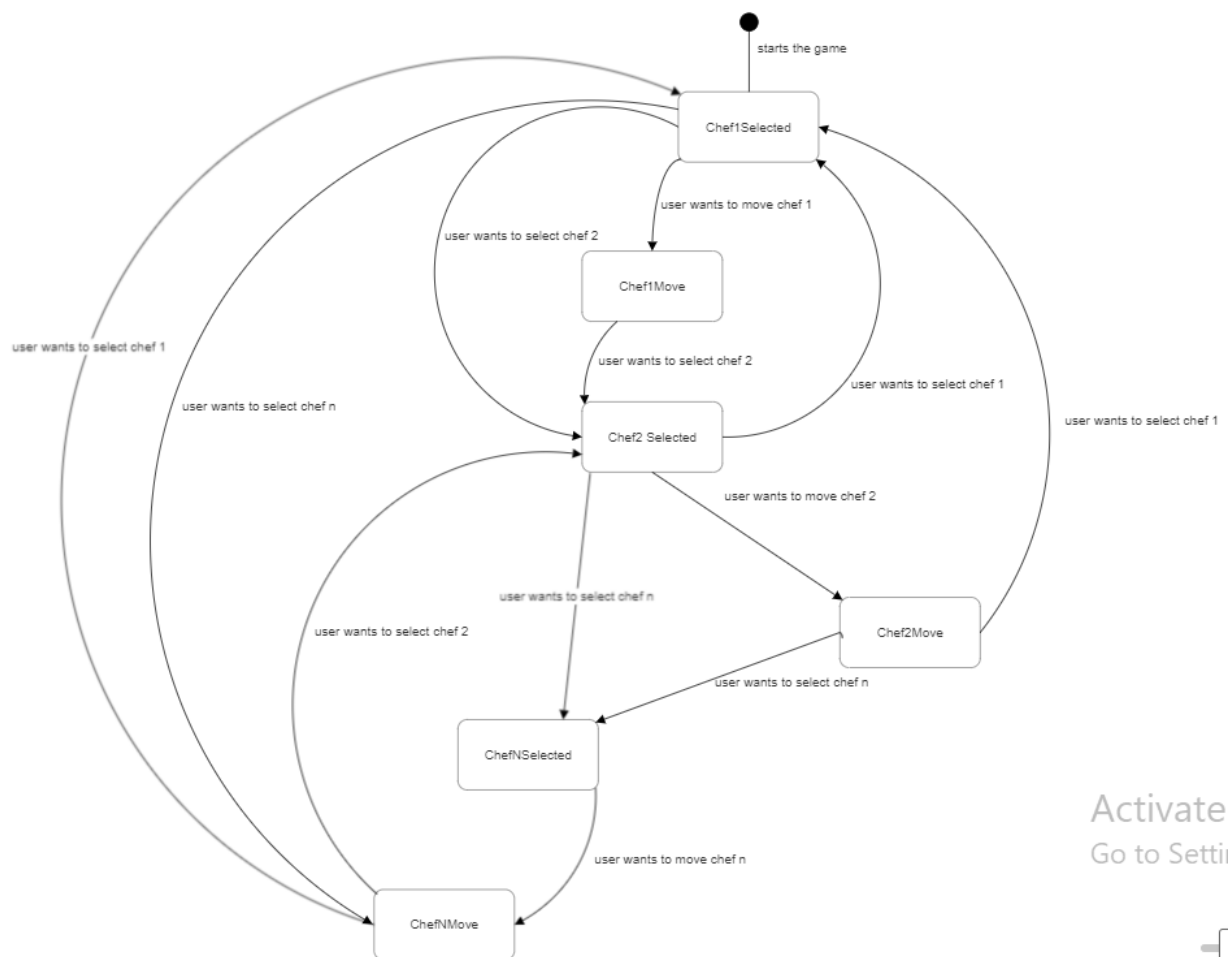 starts the game
Chef1Selected
user wants to move chef 1
user wants to select chef 2
Chef1Move
user wants to select chef 1
user wants to select chef 2
user wants to select chef 1
user wants to select chef n
user wants to select chef 1
Chef2 Selected
user wants to move chef 2
user wants to select chef n
user wants to select chef 2
Chef2Move
user wants to select chef n
ChefNSelected
Activate
Go to
user wants to move chef n
ChefNMove